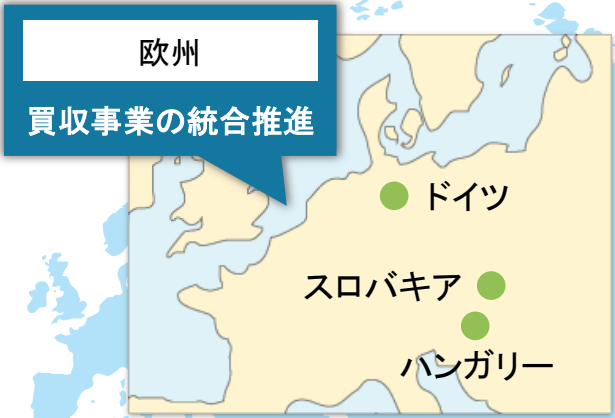 欧州
買収事業の統合推進
ドイツ
スロバキア
ハンガリー